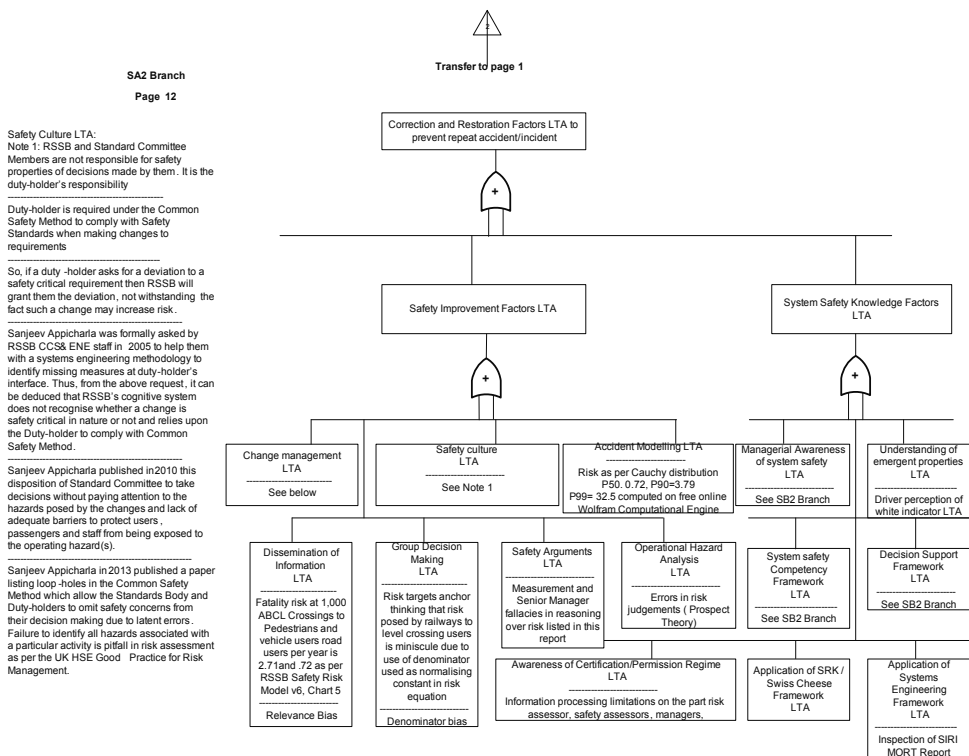 2
Transfer to page 1
SA2 Branch
Page 12
Safety Culture LTA:
Note 1: RSSB and Standard Committee
Members are not responsible for safety
properties of decisions made by them. It is the
duty-holder's responsibility
------------------------------------------------
Duty-holder is required under the Common
Safety Method to comply with Safety
Standards when making changes to
requirements
------------------------------------------------
So, if a duty -holder asks for a deviation to a
safety critical requirement then RSSB will
grant them the deviation, not withstanding the
fact such a change may increase risk.
------------------------------------------------
Sanjeev Appicharla was formally asked by
RSSB CCS& ENE staff in 2005 to help them
with a systems engineering methodology to
identify missing measures at duty-holder's
interface. Thus, from the above request, it can
be deduced that RSSB's cognitive system
does not recognise whether a change is
safety critical in nature or not and relies upon
the Duty-holder to comply with Common
Safety Method.
------------------------------------------------
Sanjeev Appicharla published in 2010 this
disposition of Standard Committee to take
decisions without paying attention to the
hazards posed by the changes and lack of
adequate barriers to protect users,
passengers and staff from being exposed to
the operating hazard(s).
------------------------------------------------
Sanjeev Appicharla in 2013 published a paper
listing loop -holes in the Common Safety
Method which allow the Standards Body and
Duty-holders to omit safety concerns from
their decision making due to latent errors.
Failure to identify all hazards associated with
a particular activity is pitfall in risk assessment
as per the UK HSE Good Practice for Risk
Management.
Correction and Restoration Factors LTA to
prevent repeat accident/incident
+
Safety Improvement Factors LTA
System Safety Knowledge Factors
LTA
+
+
Change management
LTA
------------------------
See below
Safety culture
LTA
------------------------
See Note 1
Accident Modelling LTA
------------------------
Risk as per Cauchy distribution
P50. 0.72, P90=3.79
P99= 32.5 computed on free online
Wolfram Computational Engine
Managerial Awareness
of system safety
LTA
------------------------
See SB2 Branch
Understanding of
emergent properties
LTA
------------------------
Driver perception of
white indicator LTA
Dissemination of
Information
LTA
------------------------
Fatality risk at 1,000
ABCL Crossings to
Pedestrians and
vehicle users road
users per year is
2.71and .72 as per
RSSB Safety Risk
Model v6, Chart 5
------------------------
Relevance Bias
Group Decision
Making
LTA
------------------------
Risk targets anchor
thinking that risk
posed by railways to
level crossing users
is miniscule due to
use of denominator
used as normalising
constant in risk
equation
------------------------
Denominator bias
Safety Arguments
LTA
------------------------
Measurement and
Senior Manager
fallacies in reasoning
over risk listed in this
report
Operational Hazard
Analysis
LTA
------------------------
Errors in risk
judgements ( Prospect
Theory)
System safety
Competency
Framework
LTA
------------------------
See SB2 Branch
Decision Support
Framework
LTA
------------------------
See SB2 Branch
Awareness of Certification/Permission Regime
LTA
------------------------
Information processing limitations on the part risk
assessor, safety assessors, managers,
Application of SRK /
Swiss Cheese
Framework
LTA
Application of
Systems
Engineering
Framework
LTA
------------------------
Inspection of SIRI
MORT Report